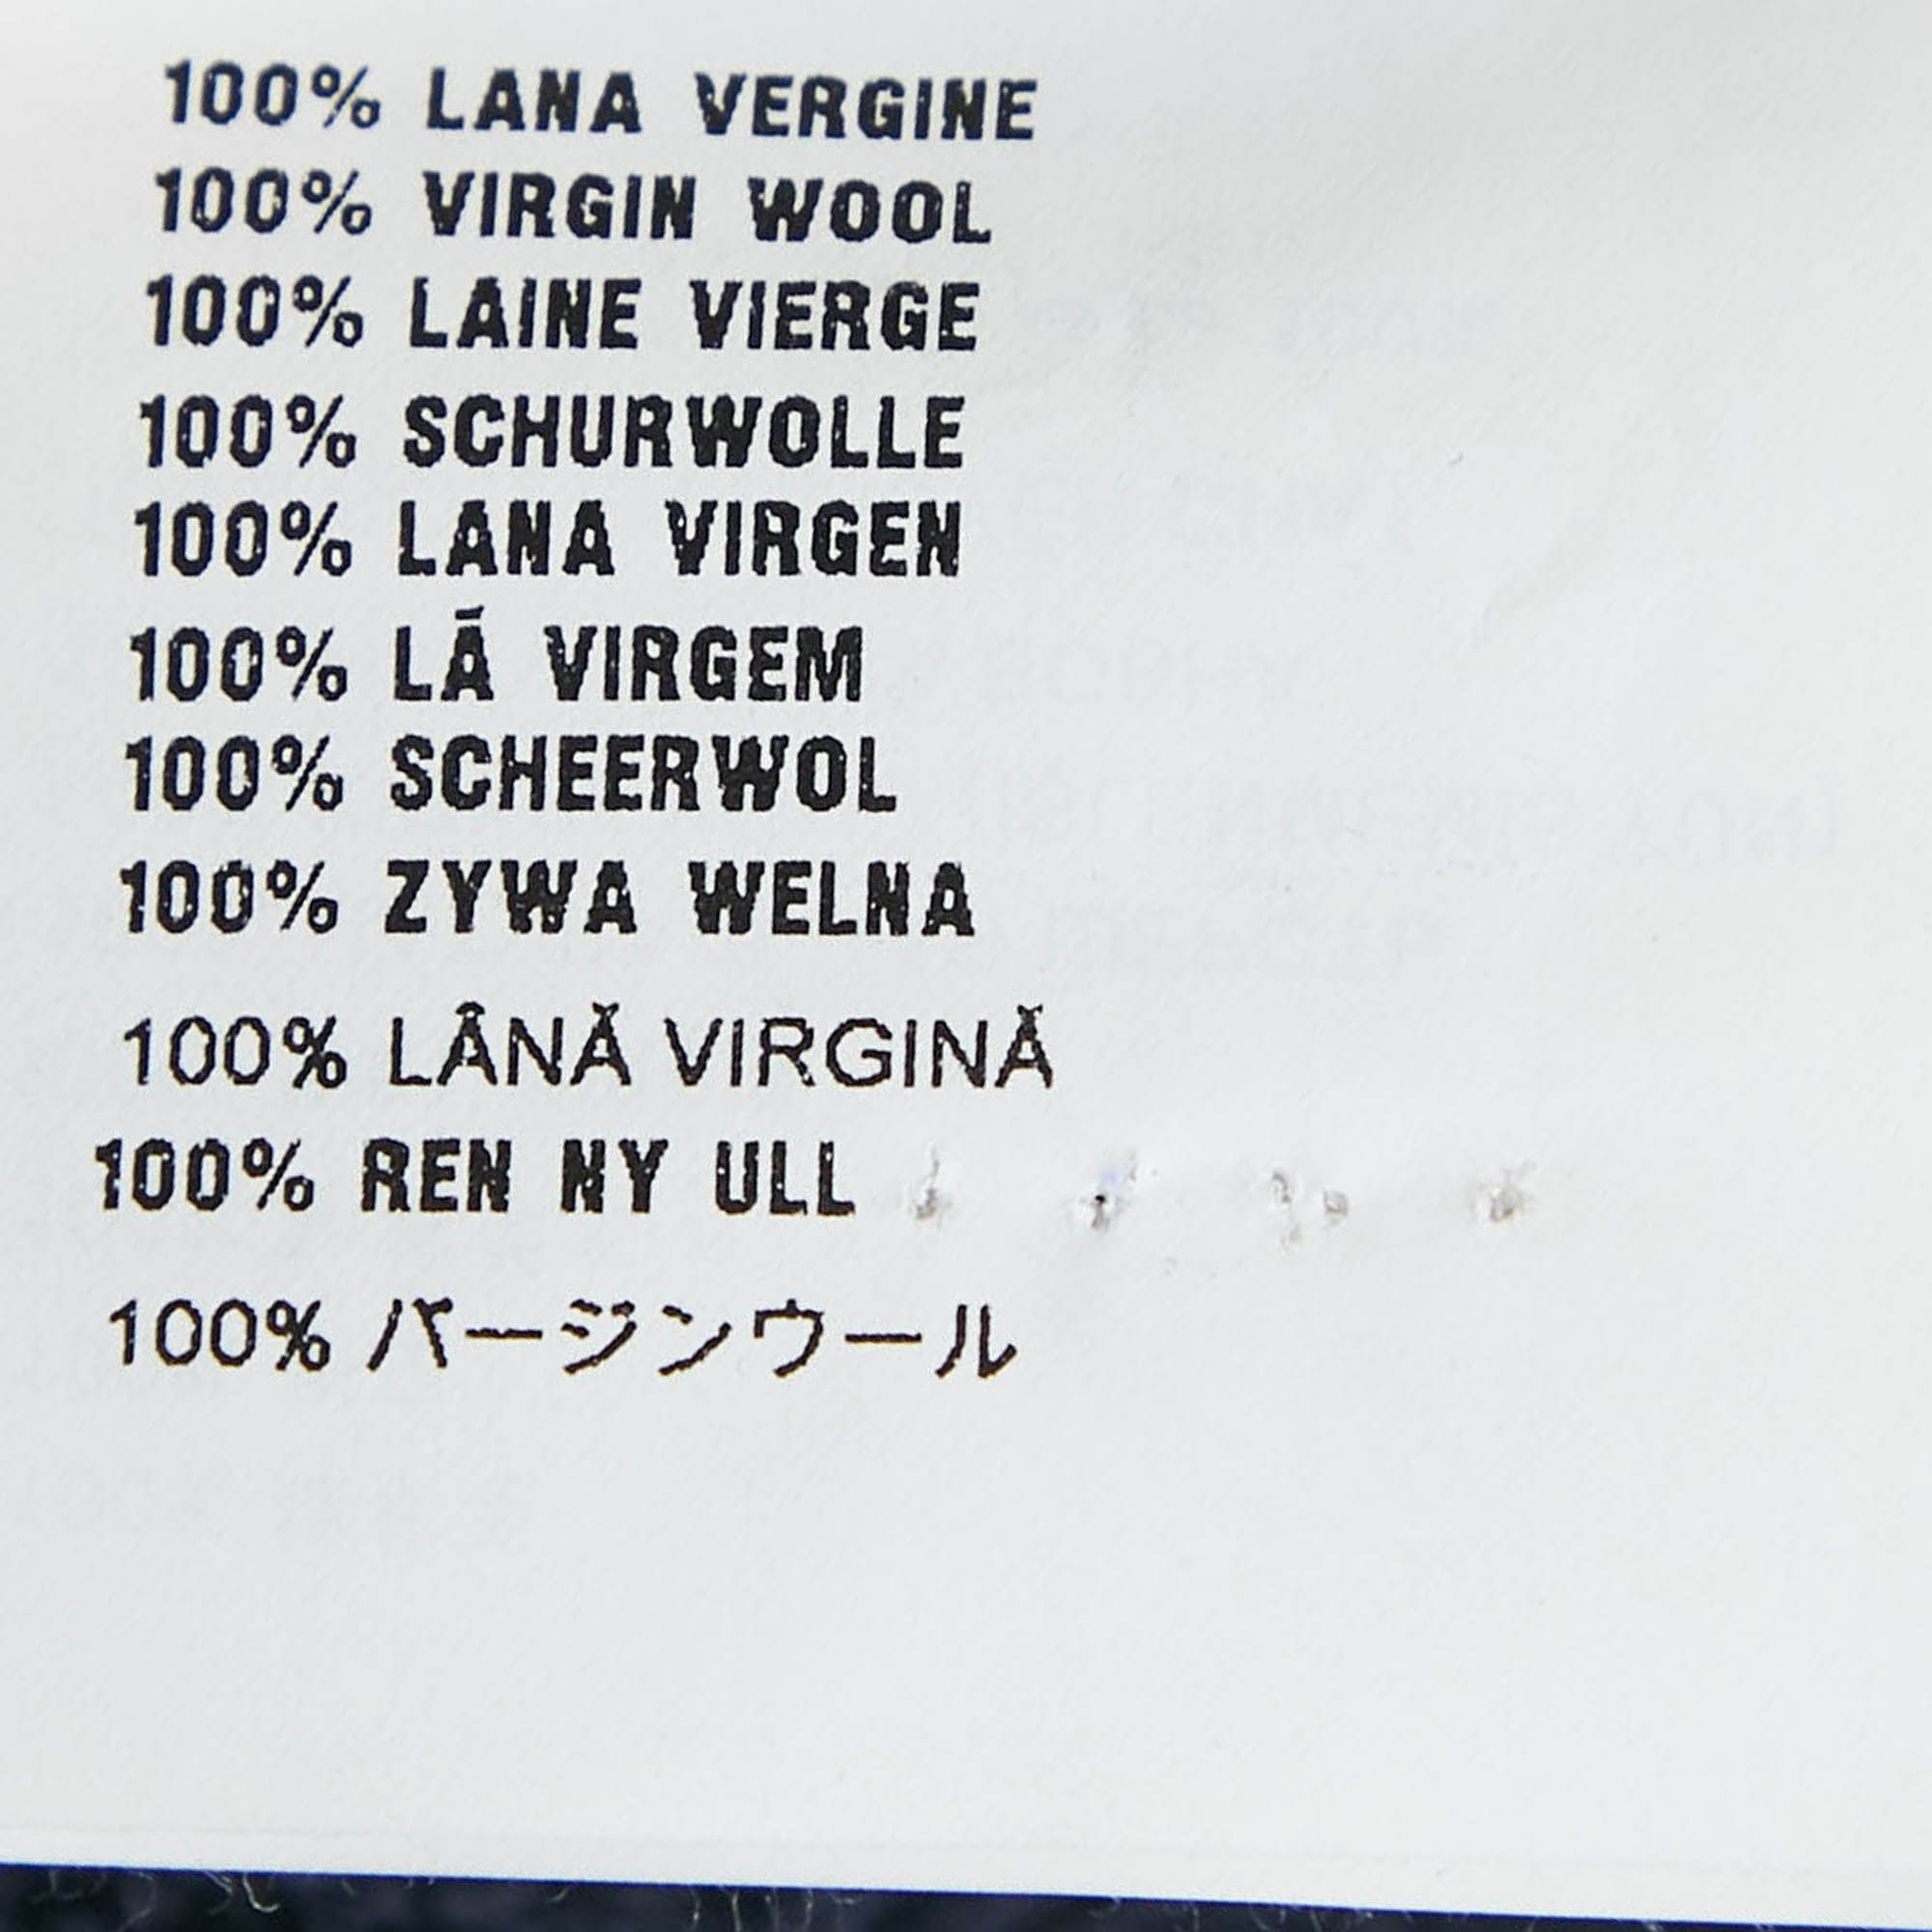 100% LANA VERGINE
100% VIRGIN WOOL
100% LAINE VIERGE
100% SCHURWOLLE
100% LANA VIRGEN
100% LÃ VIRGEM
100% SCHEERWOL
100% ZYWA WELNA
100% LÂNĂ VIRGINĂ
100% REN NY ULL
100% バージンウール